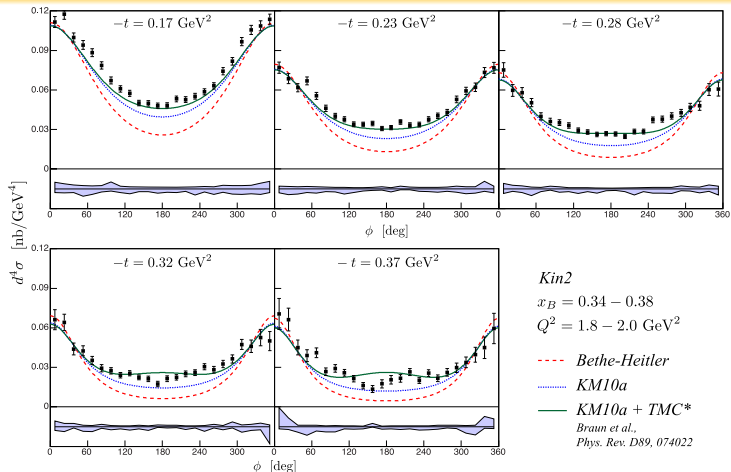 −t = 0.17 GeV²
−t = 0.23 GeV²
−t = 0.28 GeV²
0.12
0.09
0.06
0.03
0
0 60 120 180 240 300 0 60 120 180 240 300 0 60 120 180 240 300 360
ϕ [deg]
d⁴σ [nb/GeV⁴]
−t = 0.32 GeV²
− t = 0.37 GeV²
0.12
0.09
0.06
0.03
0
0 60 120 180 240 300 0 60 120 180 240 300 360
ϕ [deg]
Kin2
x_B = 0.34 − 0.38
Q² = 1.8 − 2.0 GeV²
Bethe-Heitler
KM10a
KM10a + TMC*
Braun et al.,
Phys. Rev. D89, 074022